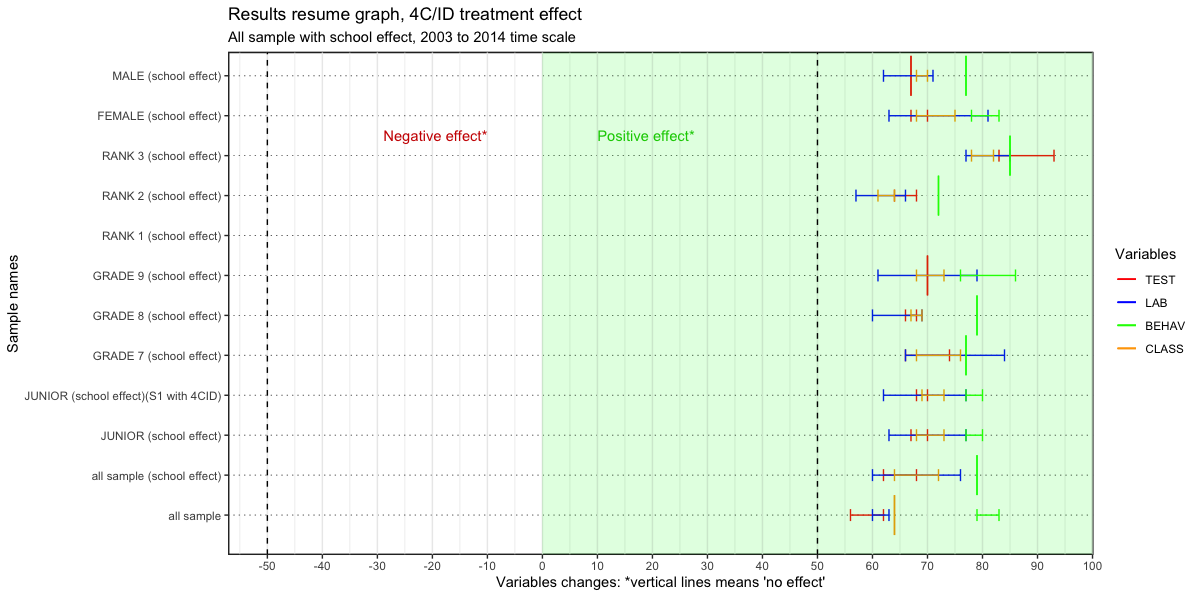 Results resume graph, 4C/ID treatment effect
All sample with school effect, 2003 to 2014 time scale
Sample names
MALE (school effect)
FEMALE (school effect)
RANK 3 (school effect)
RANK 2 (school effect)
RANK 1 (school effect)
GRADE 9 (school effect)
GRADE 8 (school effect)
GRADE 7 (school effect)
JUNIOR (school effect)(S1 with 4CID)
JUNIOR (school effect)
all sample (school effect)
all sample
Negative effect*
Positive effect*
-50 -40 -30 -20 -10 0 10 20 30 40 50 60 70 80 90 100
Variables changes: *vertical lines means 'no effect'
Variables
TEST
LAB
BEHAV
CLASS